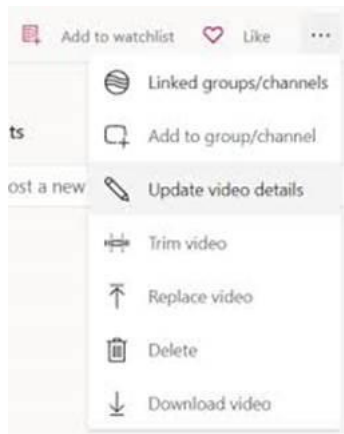 Add to watchlist Like ...
Linked groups/channels
ts
Add to group/channel
ost a new
Update video details
Trim video
Replace video
Delete
Download video